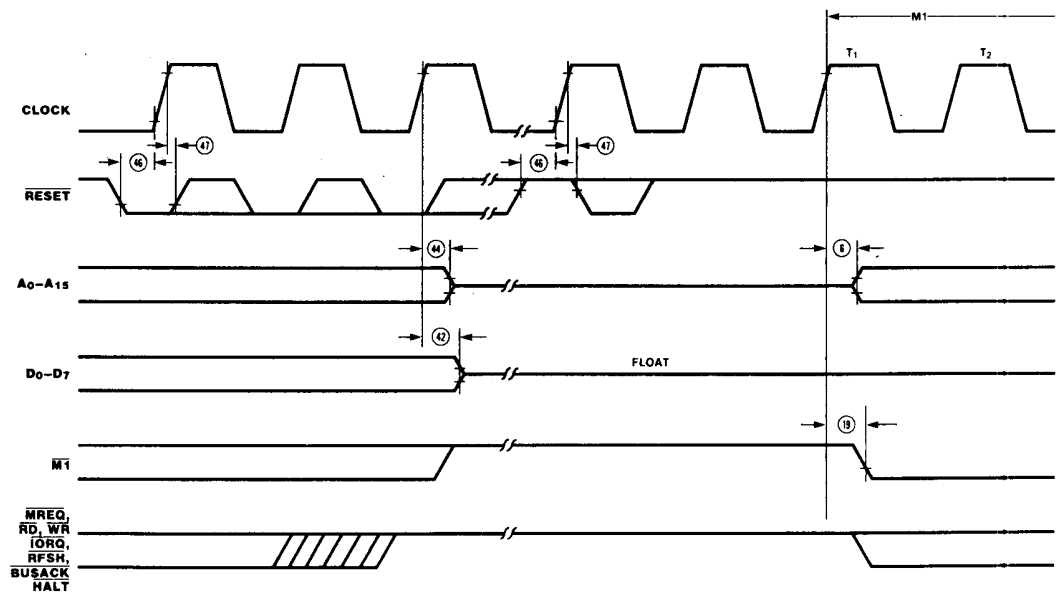 M1
T1 T2
CLOCK
46 47 46 47
RESET
44 6
A0–A15
42
D0–D7 FLOAT
19
M1
MREQ,
RD, WR
IORQ,
RFSH,
BUSACK
HALT